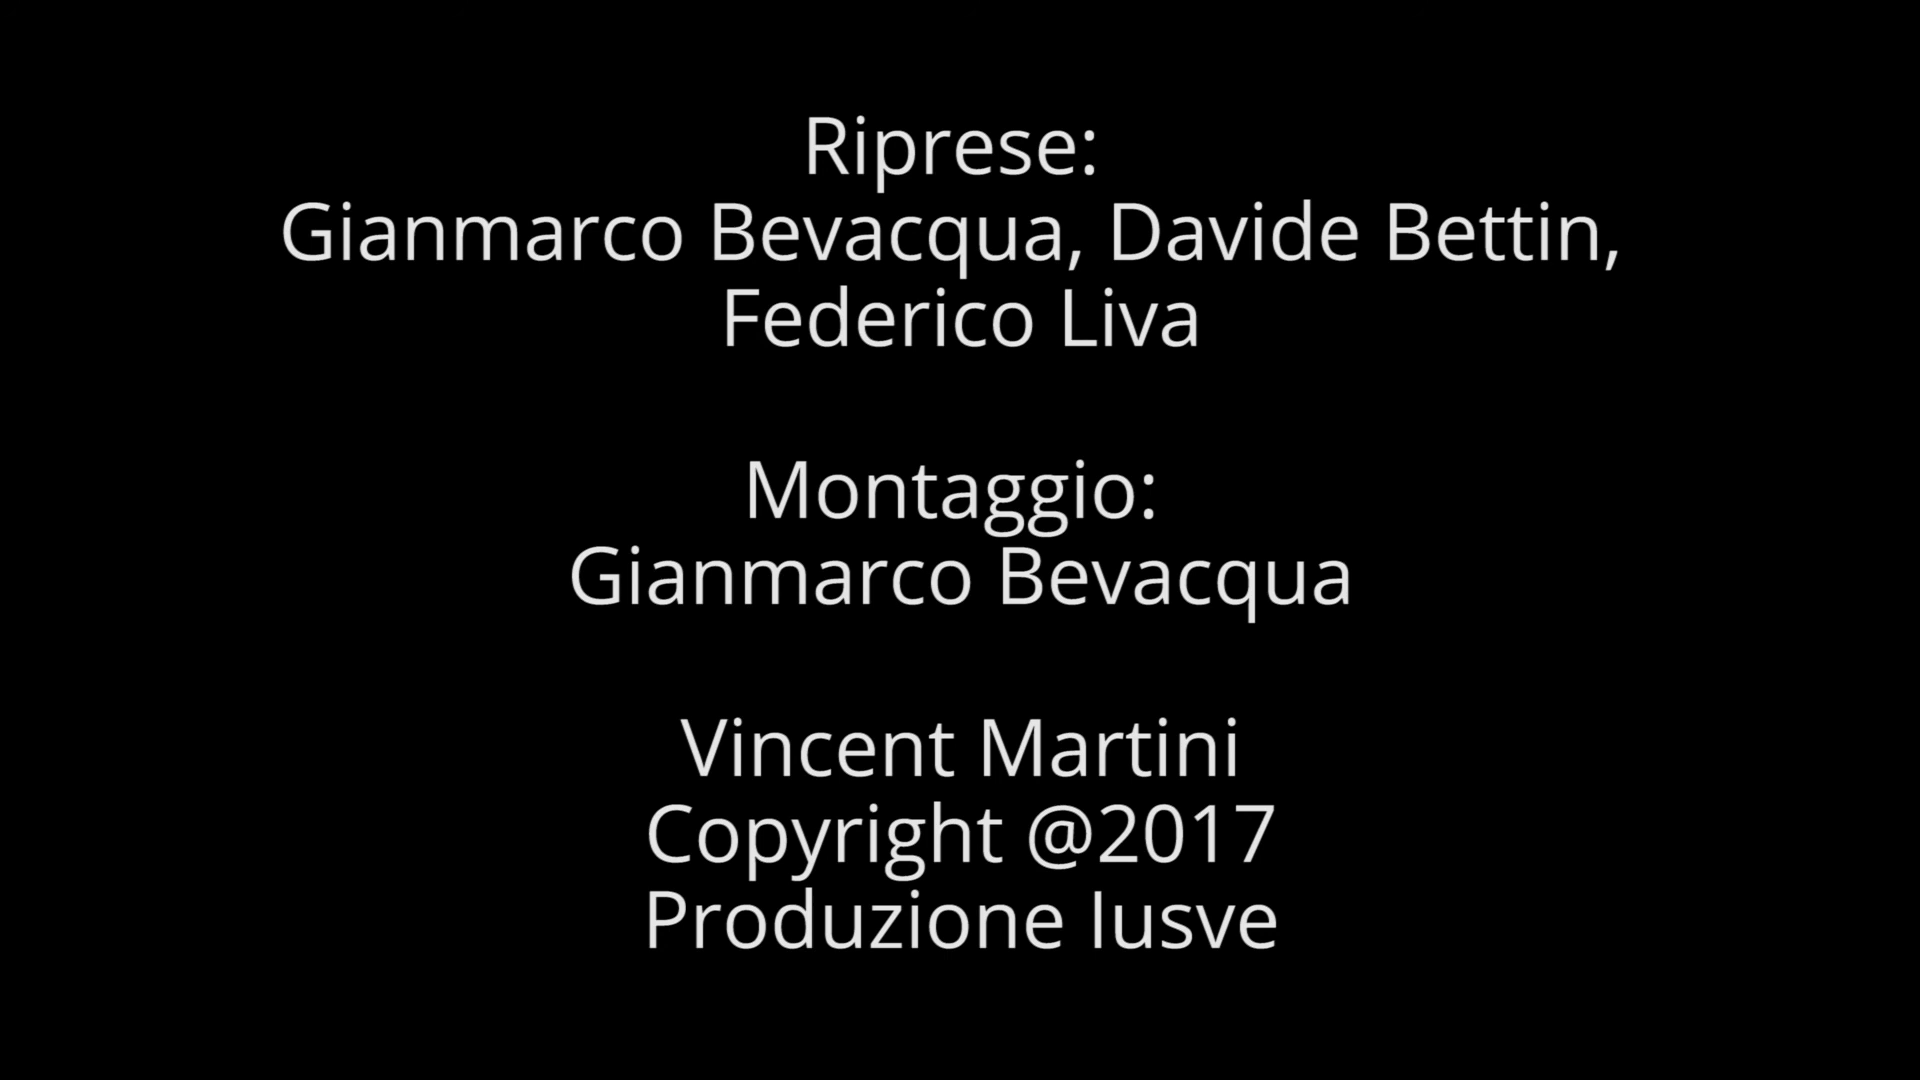 Riprese:
Gianmarco Bevacqua, Davide Bettin,
Federico Liva
Montaggio:
Gianmarco Bevacqua
Vincent Martini
Copyright @2017
Produzione Iusve